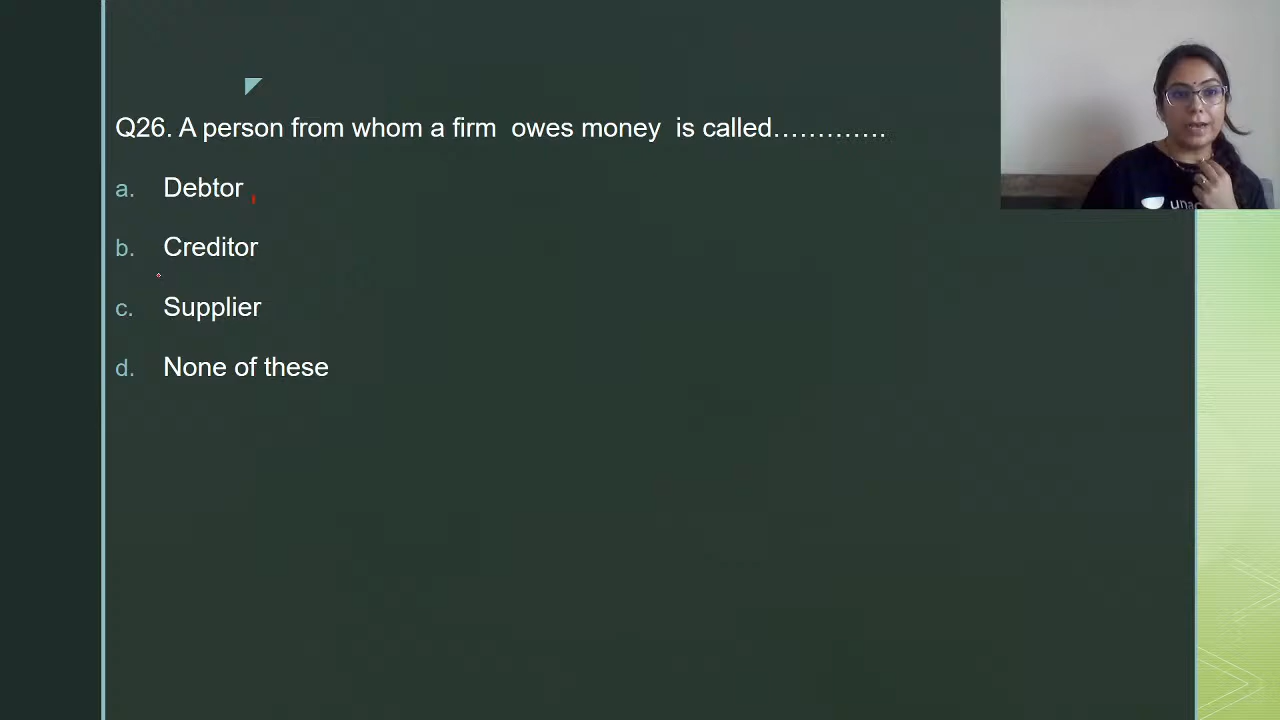 Q26. A person from whom a firm owes money is called.............
a. Debtor
b. Creditor
c. Supplier
d. None of these